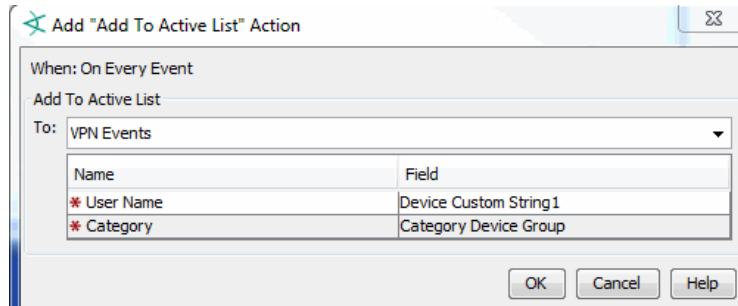 Add "Add To Active List" Action
When: On Every Event
Add To Active List
To: VPN Events
Name Field
* User Name Device Custom String1
* Category Category Device Group
OK Cancel Help